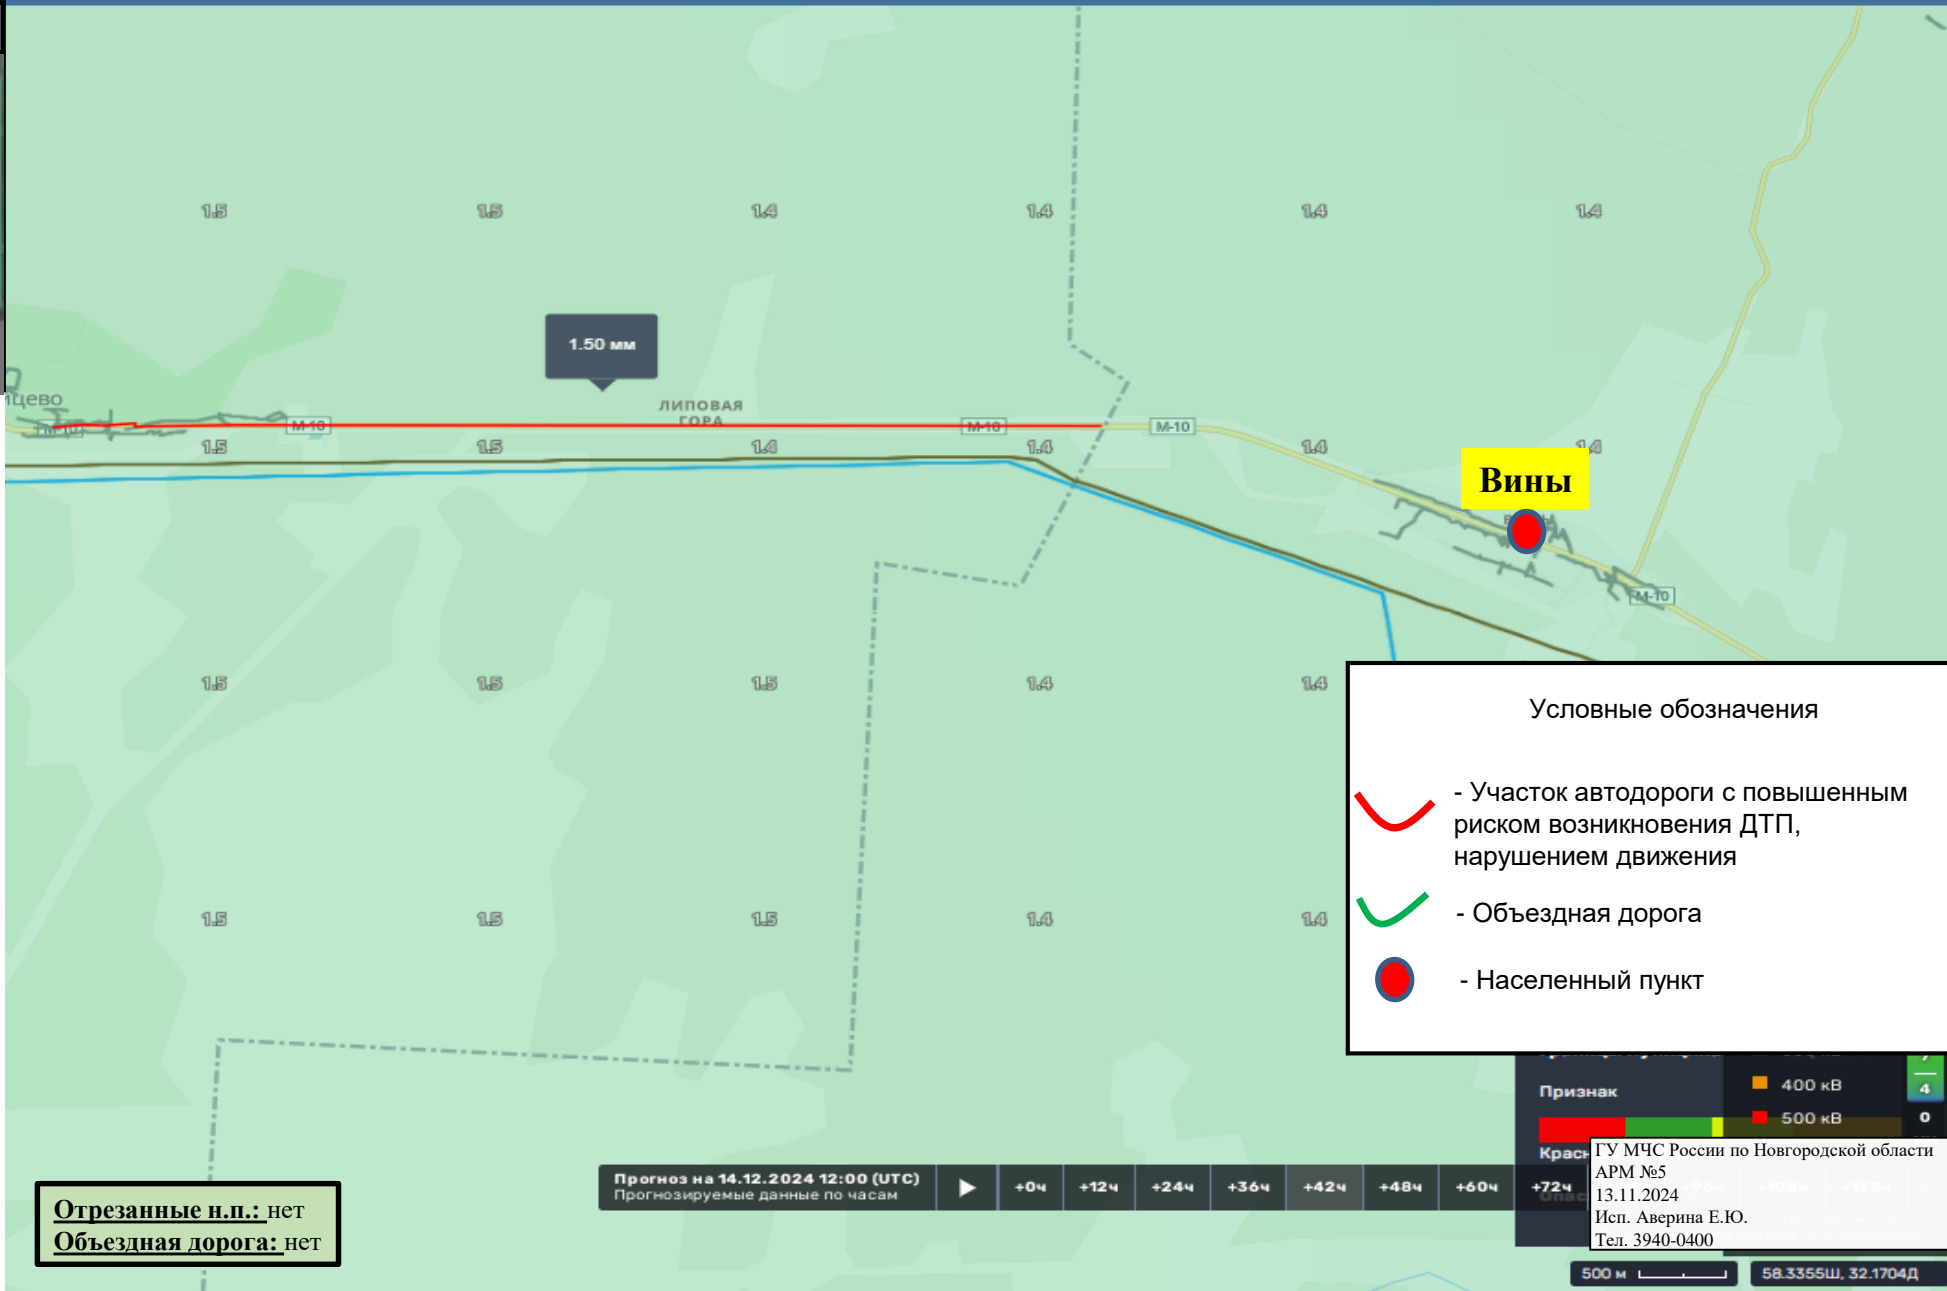 1.5 1.5 1.4 1.4 1.4 1.4
1.50 мм
ЛИПОВАЯ
ГОРА
М-10 М-10 М-10 М-10
1.5 1.5 1.4 1.4 1.4 1.4
Вины
М-10
1.5 1.5 1.5 1.4 1.4
Условные обозначения
- Участок автодороги с повышенным
риском возникновения ДТП,
нарушением движения
- Объездная дорога
- Населенный пункт
1.5 1.5 1.5 1.4 1.4
Признак
400 кВ
500 кВ
4
0
ГУ МЧС России по Новгородской области
АРМ №5
13.11.2024
Исп. Аверина Е.Ю.
Тел. 3940-0400
Прогноз на 14.12.2024 12:00 (UTC)
Прогнозируемые данные по часам
+0ч +12ч +24ч +36ч +42ч +48ч +60ч +72ч
Отрезанные н.п.: нет
Объездная дорога: нет
500 м
58.3355Ш, 32.1704Д